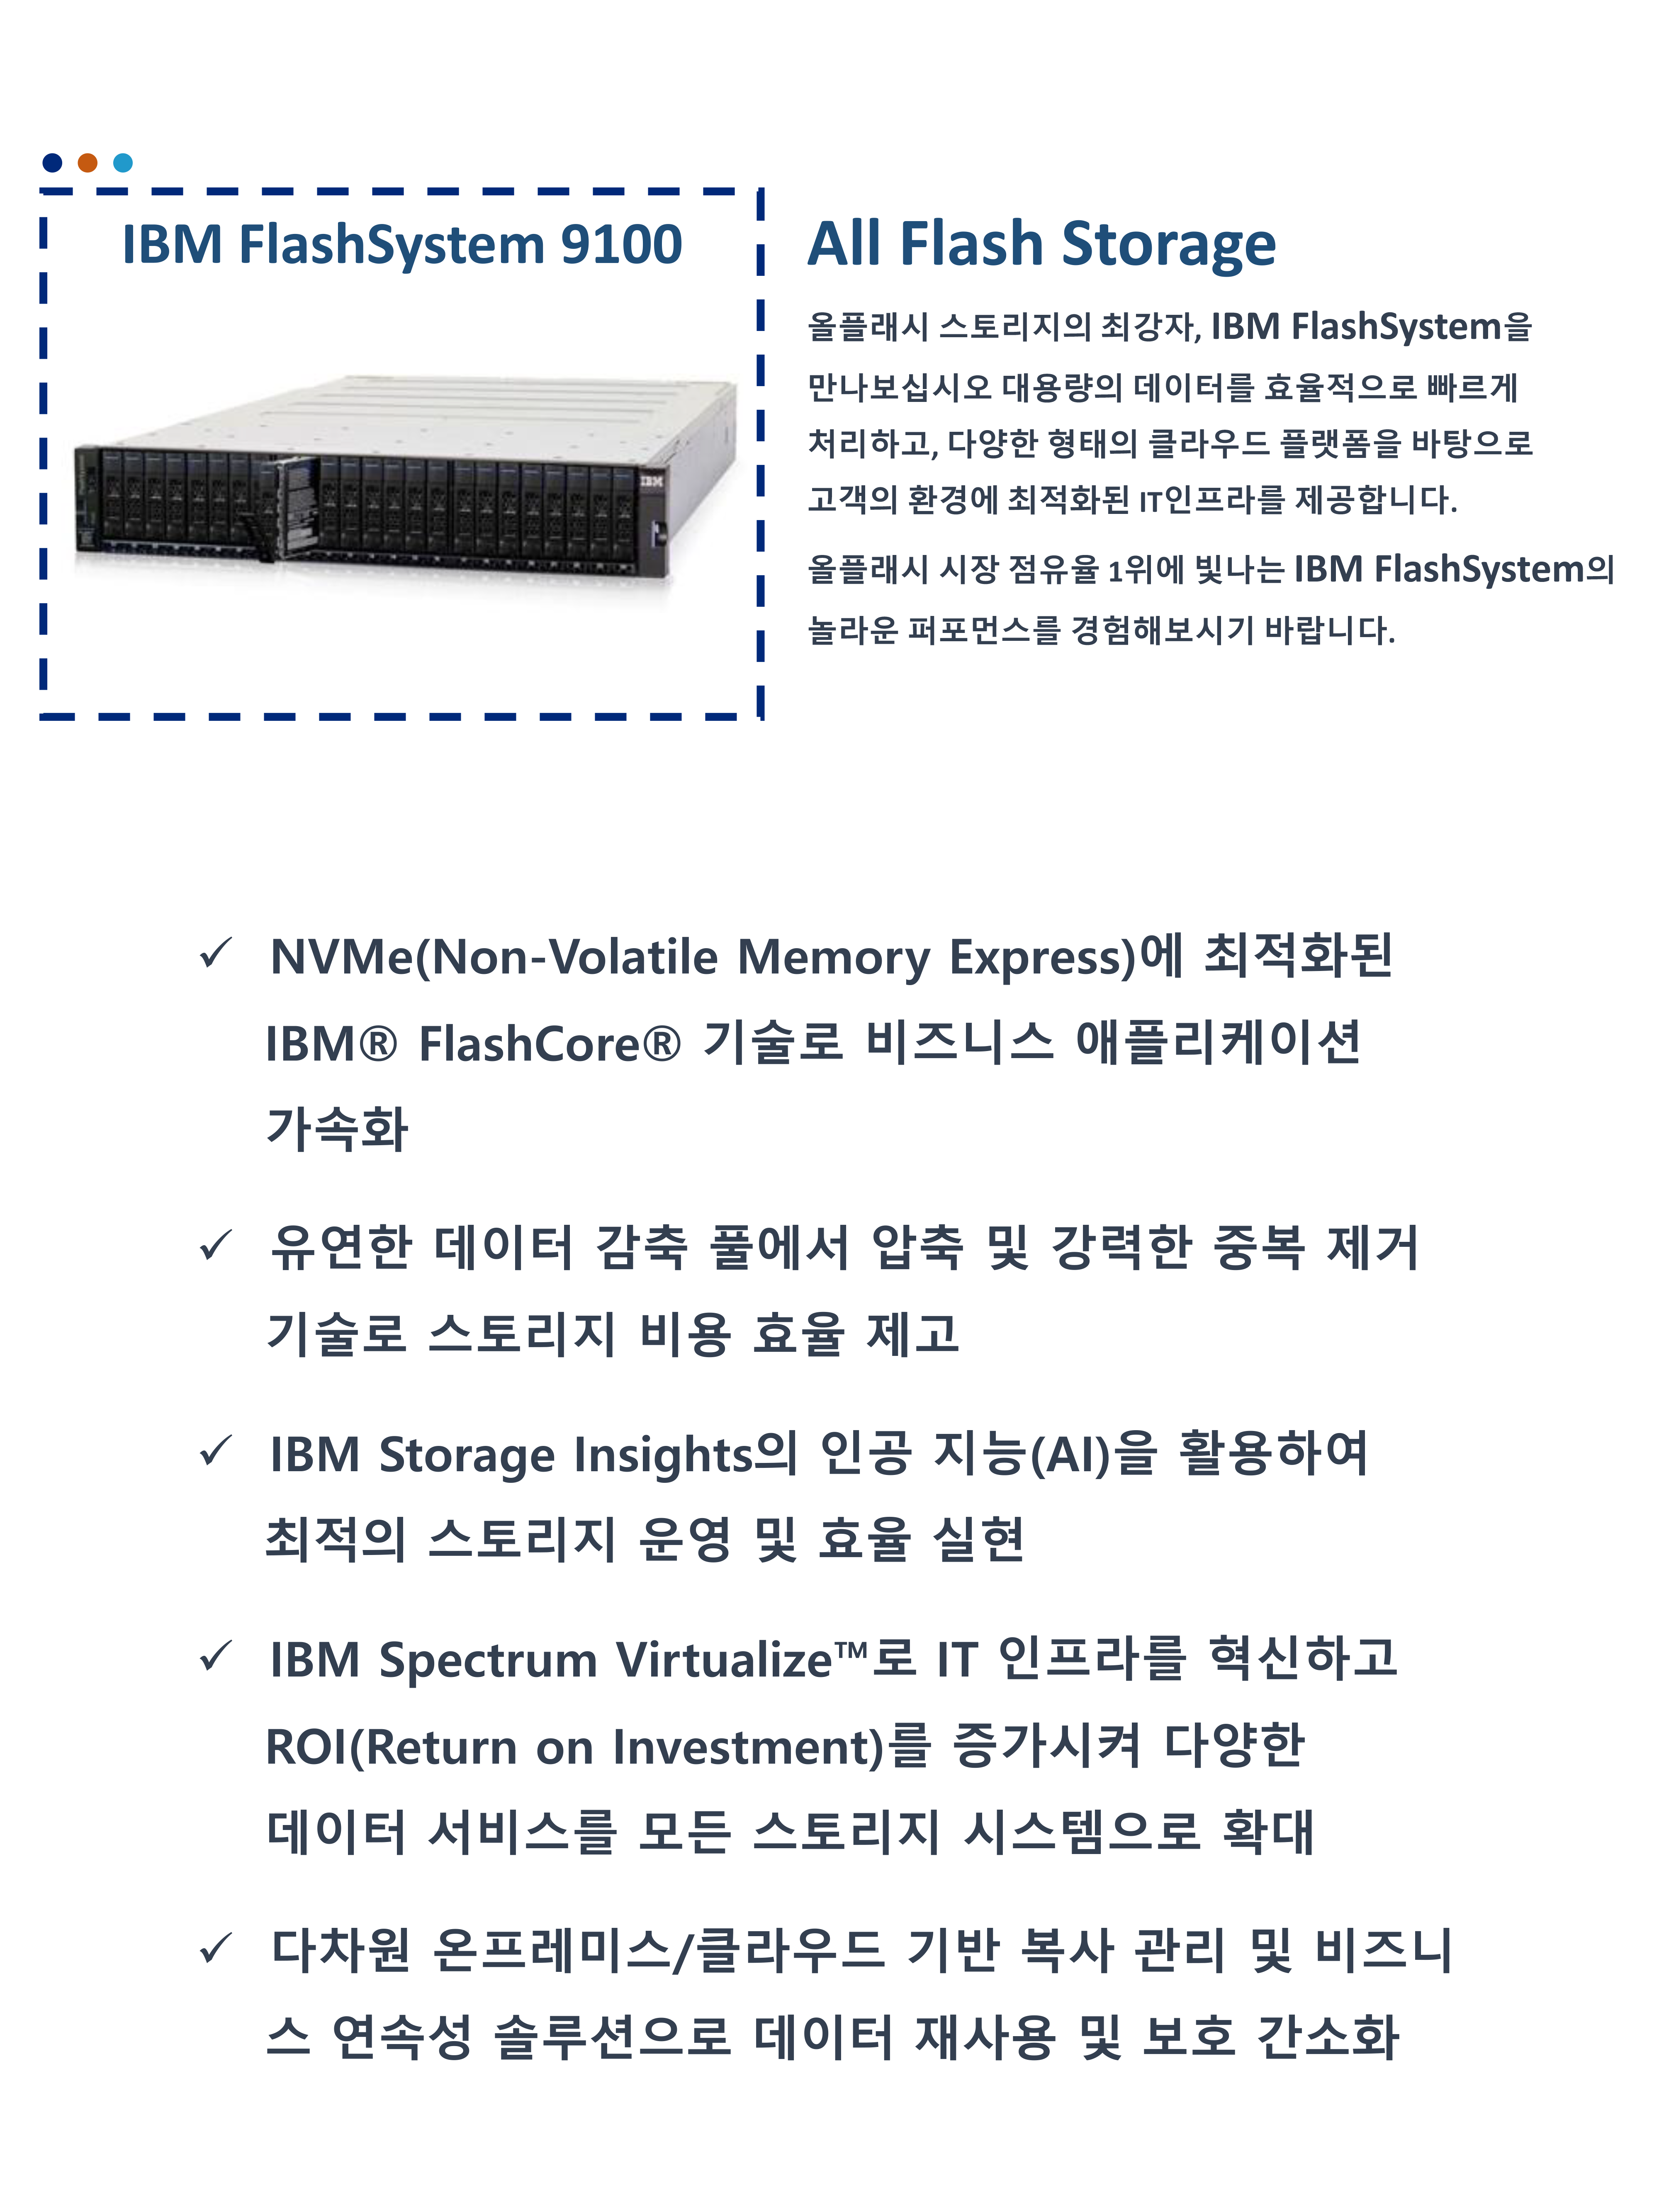 IBM FlashSystem 9100
IBM
All Flash Storage
올플래시 스토리지의 최강자, IBM FlashSystem을
만나보십시오 대용량의 데이터를 효율적으로 빠르게
처리하고, 다양한 형태의 클라우드 플랫폼을 바탕으로
고객의 환경에 최적화된 IT인프라를 제공합니다.
올플래시 시장 점유율 1위에 빛나는 IBM FlashSystem의
놀라운 퍼포먼스를 경험해보시기 바랍니다.
✓ NVMe(Non-Volatile Memory Express)에 최적화된
IBM® FlashCore® 기술로 비즈니스 애플리케이션
가속화
✓ 유연한 데이터 감축 풀에서 압축 및 강력한 중복 제거
기술로 스토리지 비용 효율 제고
✓ IBM Storage Insights의 인공 지능(AI)을 활용하여
최적의 스토리지 운영 및 효율 실현
✓ IBM Spectrum Virtualize™로 IT 인프라를 혁신하고
ROI(Return on Investment)를 증가시켜 다양한
데이터 서비스를 모든 스토리지 시스템으로 확대
✓ 다차원 온프레미스/클라우드 기반 복사 관리 및 비즈니
스 연속성 솔루션으로 데이터 재사용 및 보호 간소화